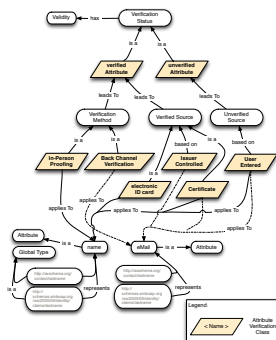 Validity
has
Verification
Status
is a
is a
verified
Attribute
unverified
Attribute
leads To
leads To
leads To
Verification
Method
Verified Source
Unverified
Source
is a
is a
is a
based on
is a
based on
In-Person
Proofing
Back Channel
Verification
Issuer
Controlled
User
Entered
electronic
ID card
Certificate
applies To
applies To
applies To
applies To
applies To
Attribute
is a
name
eMail
is a
Attribute
Global Type
is a
represents
represents
Legend:
< Name >
Attribute
Verification
Class